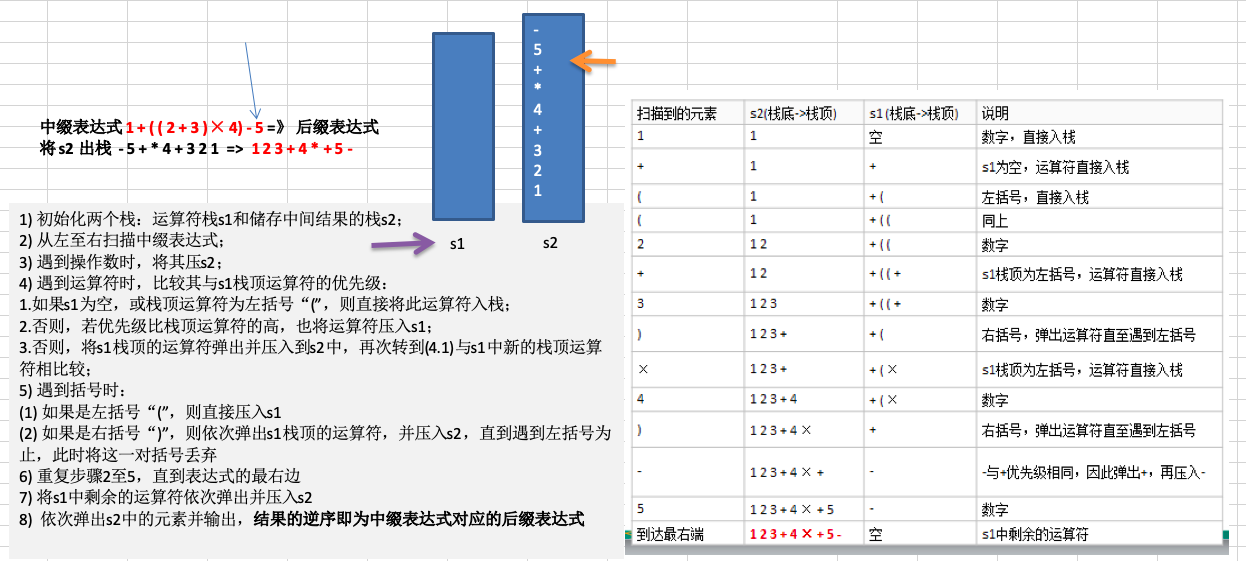 中缀表达式 1 + ( ( 2 + 3 ) × 4) - 5 =》 后缀表达式
将 s2 出栈 - 5 + * 4 + 3 2 1 => 1 2 3 + 4 * + 5 -
1) 初始化两个栈：运算符栈s1和储存中间结果的栈s2；
2) 从左至右扫描中缀表达式；
3) 遇到操作数时，将其压s2；
4) 遇到运算符时，比较其与s1栈顶运算符的优先级：
1.如果s1为空，或栈顶运算符为左括号“(”，则直接将此运算符入栈；
2.否则，若优先级比栈顶运算符的高，也将运算符压入s1；
3.否则，将s1栈顶的运算符弹出并压入到s2中，再次转到(4.1)与s1中新的栈顶运算
符相比较；
5) 遇到括号时：
(1) 如果是左括号“(”，则直接压入s1
(2) 如果是右括号“)”，则依次弹出s1栈顶的运算符，并压入s2，直到遇到左括号为
止，此时将这一对括号丢弃
6) 重复步骤2至5，直到表达式的最右边
7) 将s1中剩余的运算符依次弹出并压入s2
8) 依次弹出s2中的元素并输出，结果的逆序即为中缀表达式对应的后缀表达式
s1
-
5
+
*
4
+
3
2
1
s2
扫描到的元素 s2(栈底->栈顶) s1 (栈底->栈顶) 说明
1 1 空 数字，直接入栈
+ 1 + s1为空，运算符直接入栈
( 1 + ( 左括号，直接入栈
( 1 + ( ( 同上
2 1 2 + ( ( 数字
+ 1 2 + ( ( + s1栈顶为左括号，运算符直接入栈
3 1 2 3 + ( ( + 数字
) 1 2 3 + + ( 右括号，弹出运算符直至遇到左括号
× 1 2 3 + + ( × s1栈顶为左括号，运算符直接入栈
4 1 2 3 + 4 + ( × 数字
) 1 2 3 + 4 × + 右括号，弹出运算符直至遇到左括号
- 1 2 3 + 4 × + - -与+优先级相同，因此弹出+，再压入-
5 1 2 3 + 4 × + 5 - 数字
到达最右端 1 2 3 + 4 × + 5 - 空 s1中剩余的运算符